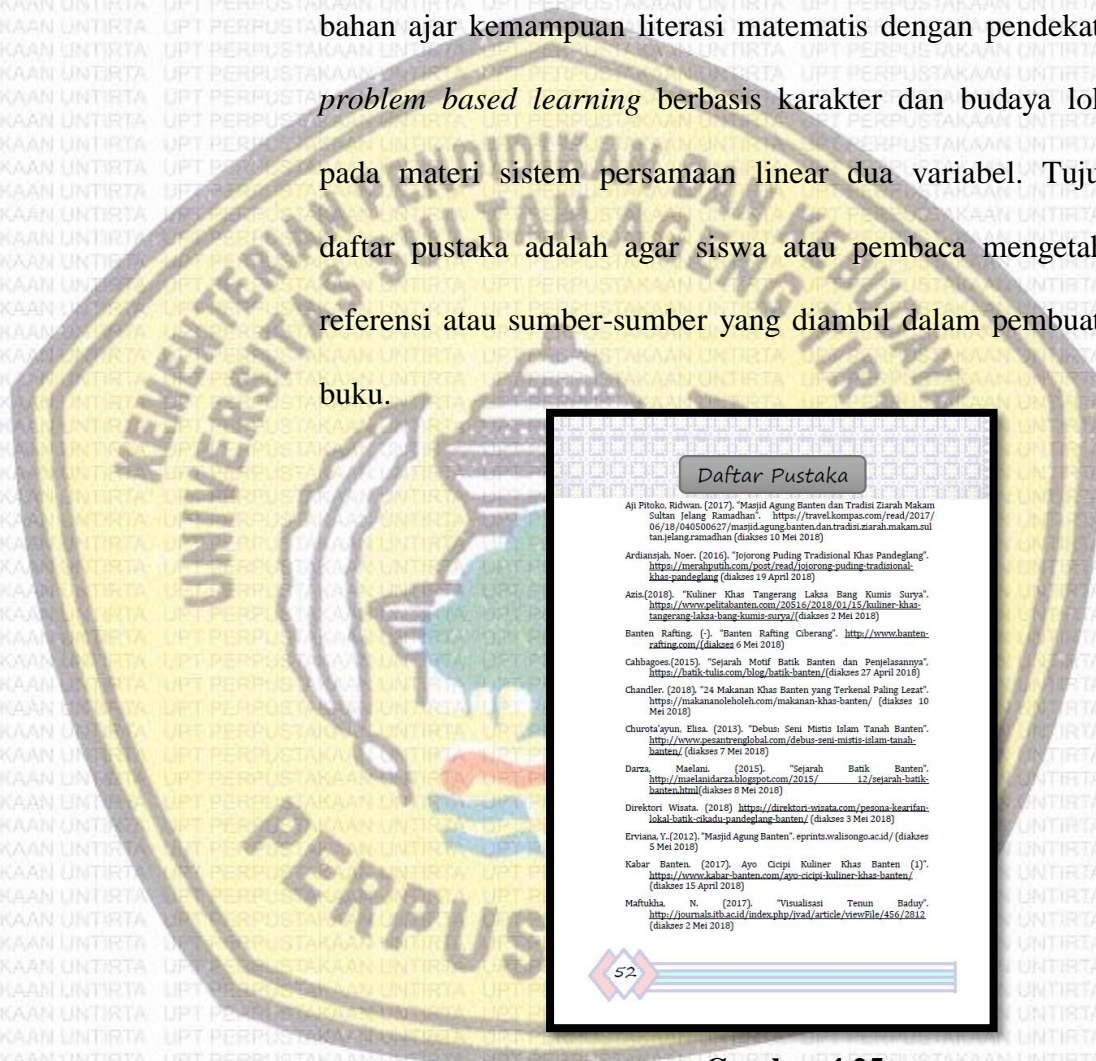 bahan ajar kemampuan literasi matematis dengan pendekat
problem based learning berbasis karakter dan budaya lok
pada materi sistem persamaan linear dua variabel. Tuju
daftar pustaka adalah agar siswa atau pembaca mengetah
referensi atau sumber-sumber yang diambil dalam pembuat
buku.
KEMENTERIAN PENDIDIKAN DAN KEBUDAYA
UNIVERSITAS SULTAN AGENG TIR
PERPUS
Daftar Pustaka
Aji Pitoko, Ridwan. (2017). "Masjid Agung Banten dan Tradisi Ziarah Makam
Sultan Jelang Ramadhan". https://travel.kompas.com/read/2017/
06/18/040500627/masjid.agung.banten.dan.tradisi.ziarah.makam.sul
tan.jelang.ramadhan (diakses 10 Mei 2018)
Ardiansjah, Noer. (2016). "Jojorong Puding Tradisional Khas Pandeglang".
https://merahputih.com/post/read/jojorong-puding-tradisional-
khas-pandeglang (diakses 19 April 2018)
Azis.(2018). "Kuliner Khas Tangerang Laksa Bang Kumis Surya".
https://www.pelitabanten.com/20516/2018/01/15/kuliner-khas-
tangerang-laksa-bang-kumis-surya/(diakses 2 Mei 2018)
Banten Rafting. (-). "Banten Rafting Ciberang". http://www.banten-
rafting.com/(diakses 6 Mei 2018)
Cahbagoes.(2015). "Sejarah Motif Batik Banten dan Penjelasannya",
https://batik-tulis.com/blog/batik-banten/(diakses 27 April 2018)
Chandler. (2018). "24 Makanan Khas Banten yang Terkenal Paling Lezat".
https://makananoleholeh.com/makanan-khas-banten/ (diakses 10
Mei 2018)
Churota'ayun, Elisa. (2013). "Debus: Seni Mistis Islam Tanah Banten".
http://www.pesantrenglobal.com/debus-seni-mistis-islam-tanah-
banten/ (diakses 7 Mei 2018)
Darza, Maelani. (2015). "Sejarah Batik Banten".
http://maelanidarza.blogspot.com/2015/ 12/sejarah-batik-
banten.html(diakses 8 Mei 2018)
Direktori Wisata. (2018) https://direktori-wisata.com/pesona-kearifan-
lokal-batik-cikadu-pandeglang-banten/ (diakses 3 Mei 2018)
Erviana, Y..(2012). "Masjid Agung Banten". eprints.walisongo.ac.id/ (diakses
5 Mei 2018)
Kabar Banten. (2017). Ayo Cicipi Kuliner Khas Banten (1)".
https://www.kabar-banten.com/ayo-cicipi-kuliner-khas-banten/
(diakses 15 April 2018)
Maftukha, N. (2017). "Visualisasi Tenun Baduy".
http://journals.itb.ac.id/index.php/jvad/article/viewFile/456/2812
(diakses 2 Mei 2018)
52